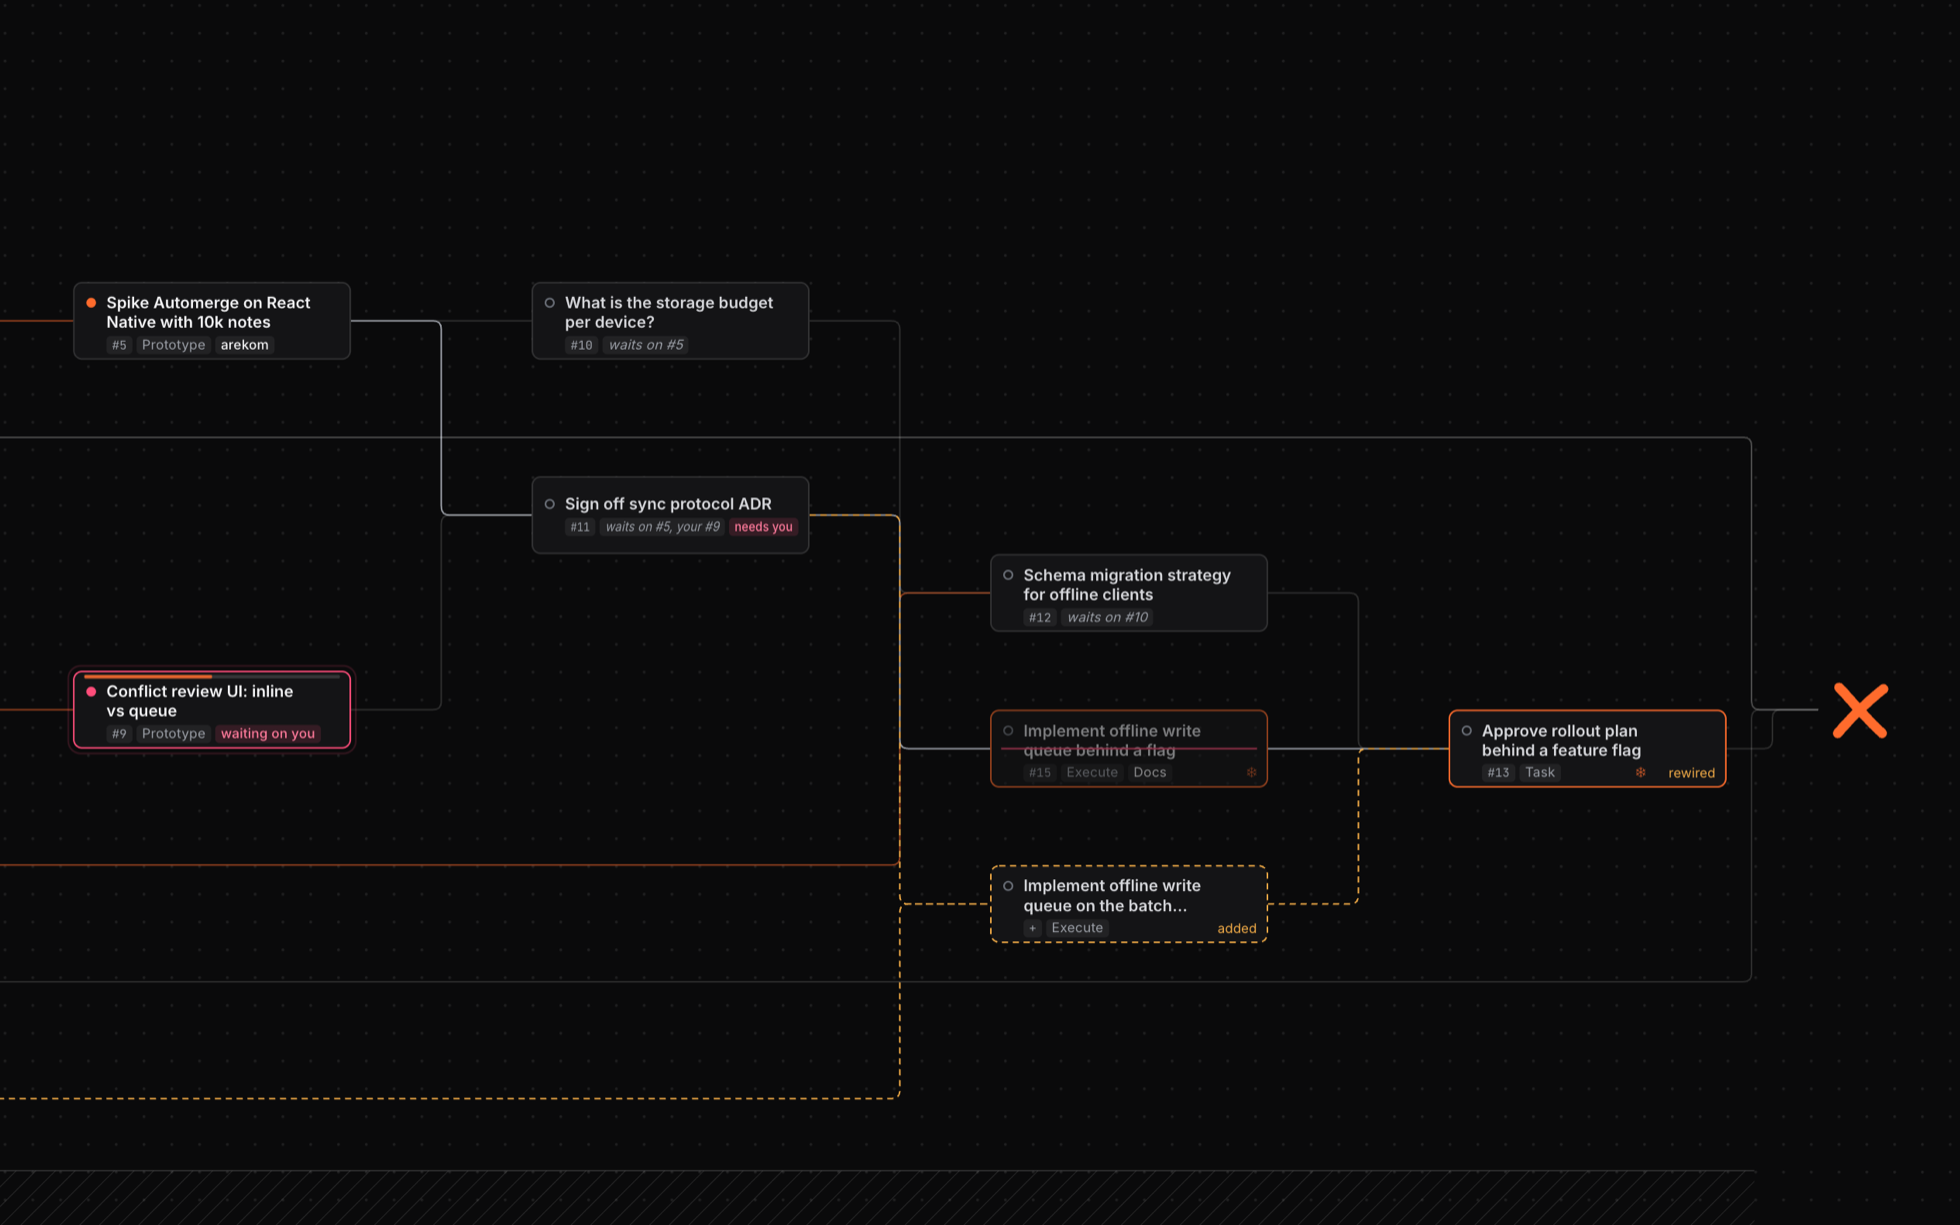 Spike Automerge on React
Native with 10k notes
#5 Prototype arekom
What is the storage budget
per device?
#10 waits on #5
Sign off sync protocol ADR
#11 waits on #5, your #9 needs you
Schema migration strategy
for offline clients
#12 waits on #10
Conflict review UI: inline
vs queue
#9 Prototype waiting on you
Implement offline write
queue behind a flag
#15 Execute Docs
Approve rollout plan
behind a feature flag
#13 Task rewired
Implement offline write
queue on the batch...
+ Execute added